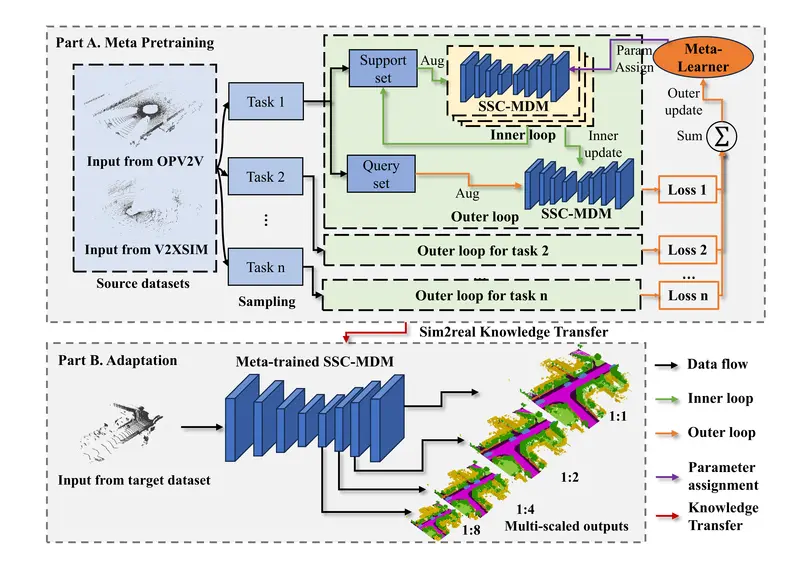 Part A. Meta Pretraining
Input from OPV2V
Input from V2XSIM
Source datasets
Task 1
Task 2
...
Task n
Sampling
Support
set
Aug
SSC-MDM
Inner loop
Inner
update
Query
set
Aug
SSC-MDM
Outer loop
Outer loop for task 2
...
Outer loop for task n
Param
Assign
Meta-
Learner
Outer
update
Sum
Σ
Loss 1
Loss 2
...
Loss n
Sim2real Knowledge Transfer
Part B. Adaptation
Meta-trained SSC-MDM
Input from target dataset
1:1
1:2
1:4
1:8
Multi-scaled outputs
Data flow
Inner loop
Outer loop
Parameter
assignment
Knowledge
Transfer